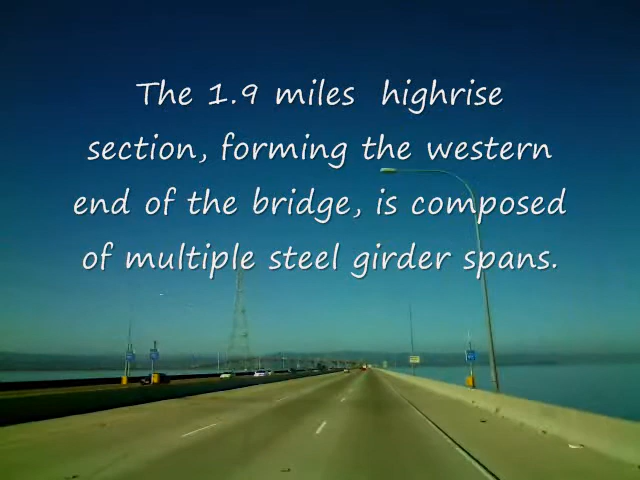 The 1.9 miles  highrise
section, forming the western
end of the bridge, is composed
of multiple steel girder spans.